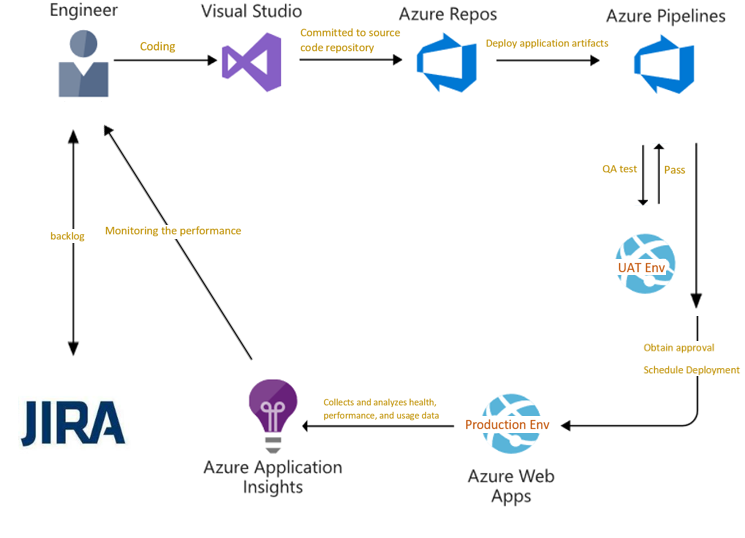 Engineer
Visual Studio
Azure Repos
Azure Pipelines
Coding
Committed to source
code repository
Deploy application artifacts
QA test
Pass
backlog
Monitoring the performance
UAT Env
Obtain approval
Schedule Deployment
JIRA
Collects and analyzes health,
performance, and usage data
Production Env
Azure Application
Insights
Azure Web
Apps